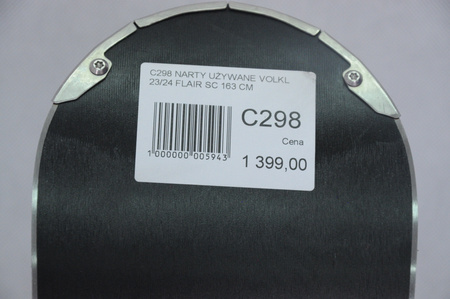 C298 NARTY UŻYWANE VOLKL
23/24 FLAIR SC 163 CM
C298
Cena
1 399,00
1 000000 005943